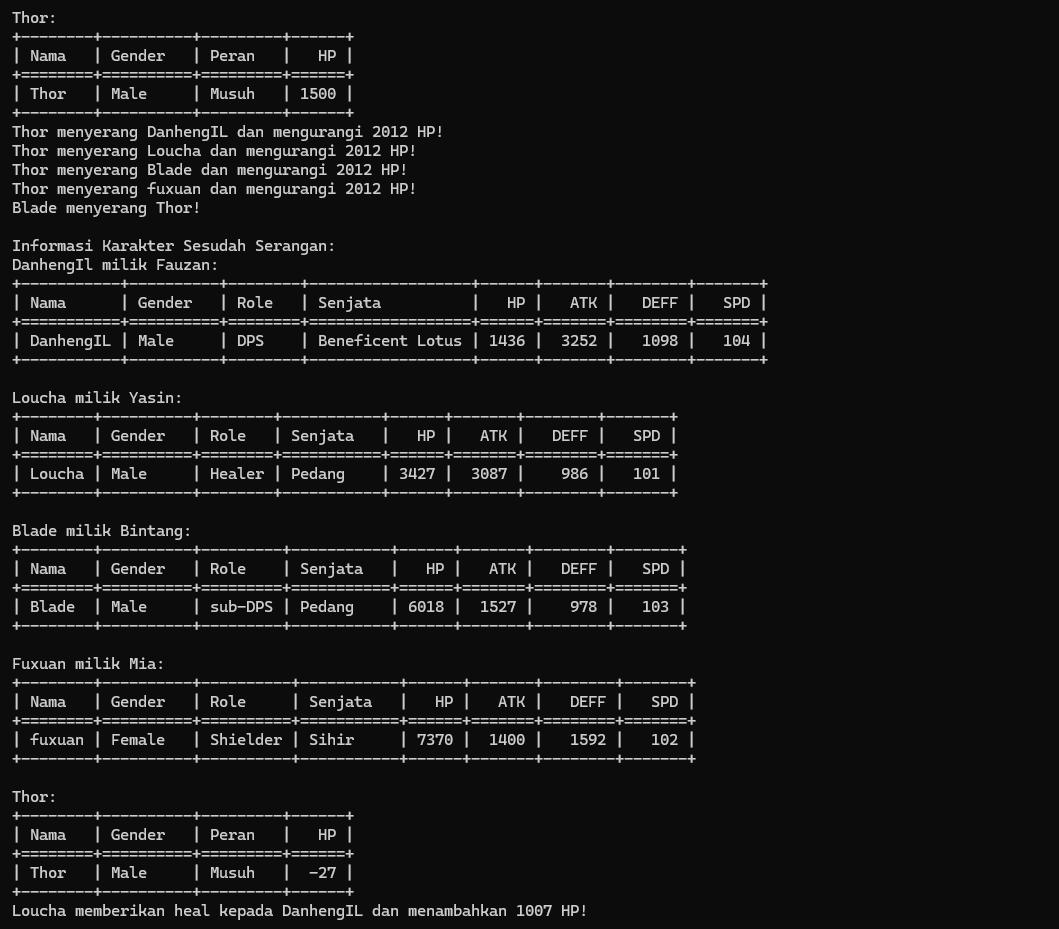 Thor:
+--------+----------+---------+------+
| Nama   | Gender   | Peran   |   HP |
+========+==========+=========+======+
| Thor   | Male     | Musuh   | 1500 |
+--------+----------+---------+------+
Thor menyerang DanhengIL dan mengurangi 2012 HP!
Thor menyerang Loucha dan mengurangi 2012 HP!
Thor menyerang Blade dan mengurangi 2012 HP!
Thor menyerang fuxuan dan mengurangi 2012 HP!
Blade menyerang Thor!

Informasi Karakter Sesudah Serangan:
DanhengIl milik Fauzan:
+-----------+----------+--------+------------------+------+-------+--------+-------+
| Nama      | Gender   | Role   | Senjata          |   HP |   ATK |   DEFF |   SPD |
+===========+==========+========+==================+======+=======+========+=======+
| DanhengIL | Male     | DPS    | Beneficent Lotus | 1436 |  3252 |   1098 |   104 |
+-----------+----------+--------+------------------+------+-------+--------+-------+

Loucha milik Yasin:
+--------+----------+--------+-----------+------+-------+--------+-------+
| Nama   | Gender   | Role   | Senjata   |   HP |   ATK |   DEFF |   SPD |
+========+==========+========+===========+======+=======+========+=======+
| Loucha | Male     | Healer | Pedang    | 3427 |  3087 |    986 |   101 |
+--------+----------+--------+-----------+------+-------+--------+-------+

Blade milik Bintang:
+--------+----------+---------+-----------+------+-------+--------+-------+
| Nama   | Gender   | Role    | Senjata   |   HP |   ATK |   DEFF |   SPD |
+========+==========+=========+===========+======+=======+========+=======+
| Blade  | Male     | sub-DPS | Pedang    | 6018 |  1527 |    978 |   103 |
+--------+----------+---------+-----------+------+-------+--------+-------+

Fuxuan milik Mia:
+--------+----------+----------+-----------+------+-------+--------+-------+
| Nama   | Gender   | Role     | Senjata   |   HP |   ATK |   DEFF |   SPD |
+========+==========+==========+===========+======+=======+========+=======+
| fuxuan | Female   | Shielder | Sihir     | 7370 |  1400 |   1592 |   102 |
+--------+----------+----------+-----------+------+-------+--------+-------+

Thor:
+--------+----------+---------+------+
| Nama   | Gender   | Peran   |   HP |
+========+==========+=========+======+
| Thor   | Male     | Musuh   |  -27 |
+--------+----------+---------+------+
Loucha memberikan heal kepada DanhengIL dan menambahkan 1007 HP!